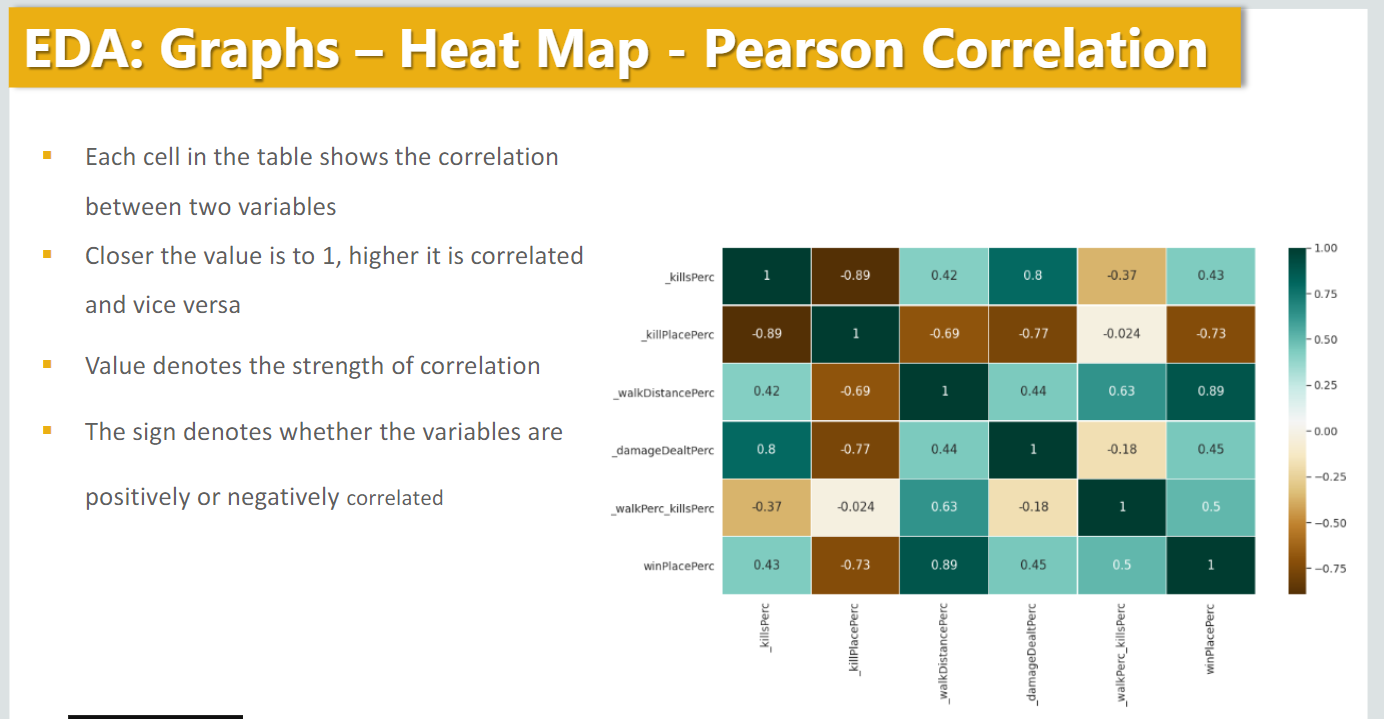 EDA: Graphs – Heat Map - Pearson Correlation
▪ Each cell in the table shows the correlation
between two variables
▪ Closer the value is to 1, higher it is correlated
and vice versa
▪ Value denotes the strength of correlation
▪ The sign denotes whether the variables are
positively or negatively correlated
_killsPerc 1 -0.89 0.42 0.8 -0.37 0.43
_killPlacePerc -0.89 1 -0.69 -0.77 -0.024 -0.73
_walkDistancePerc 0.42 -0.69 1 0.44 0.63 0.89
_damageDealtPerc 0.8 -0.77 0.44 1 -0.18 0.45
_walkPerc_killsPerc -0.37 -0.024 0.63 -0.18 1 0.5
winPlacePerc 0.43 -0.73 0.89 0.45 0.5 1
_killsPerc
_killPlacePerc
_walkDistancePerc
_damageDealtPerc
_walkPerc_killsPerc
winPlacePerc
1.00
0.75
0.50
0.25
0.00
−0.25
−0.50
−0.75